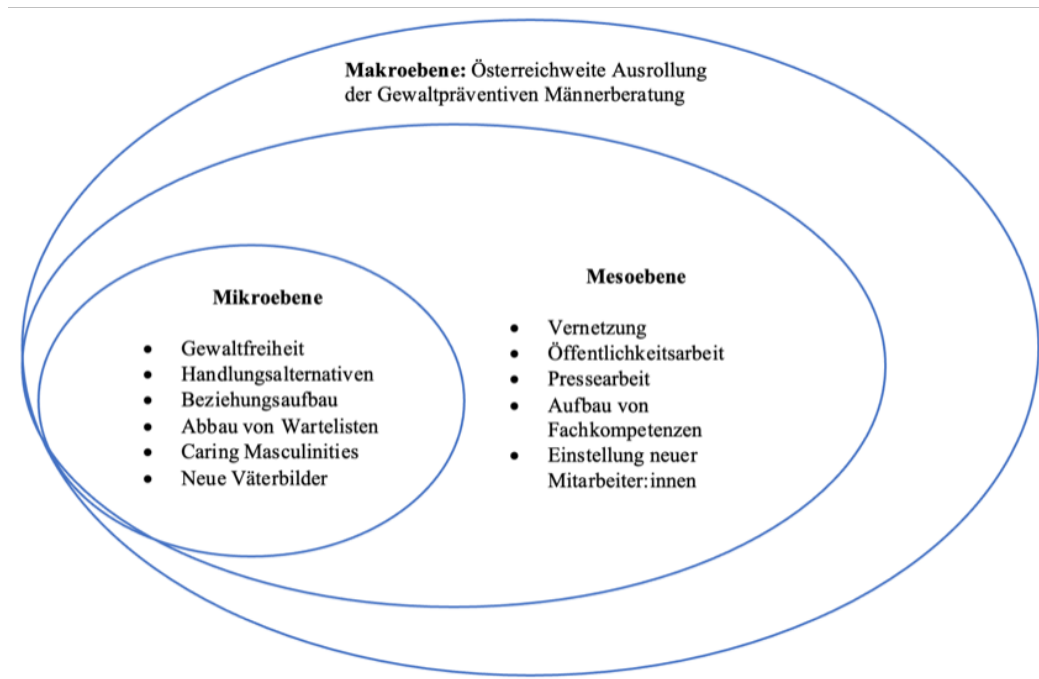 Makroebene: Österreichweite Ausrollung
der Gewaltpräventiven Männerberatung
Mikroebene
• Gewaltfreiheit
• Handlungsalternativen
• Beziehungsaufbau
• Abbau von Wartelisten
• Caring Masculinities
• Neue Väterbilder
Mesoebene
• Vernetzung
• Öffentlichkeitsarbeit
• Pressearbeit
• Aufbau von
Fachkompetenzen
• Einstellung neuer
Mitarbeiter:innen